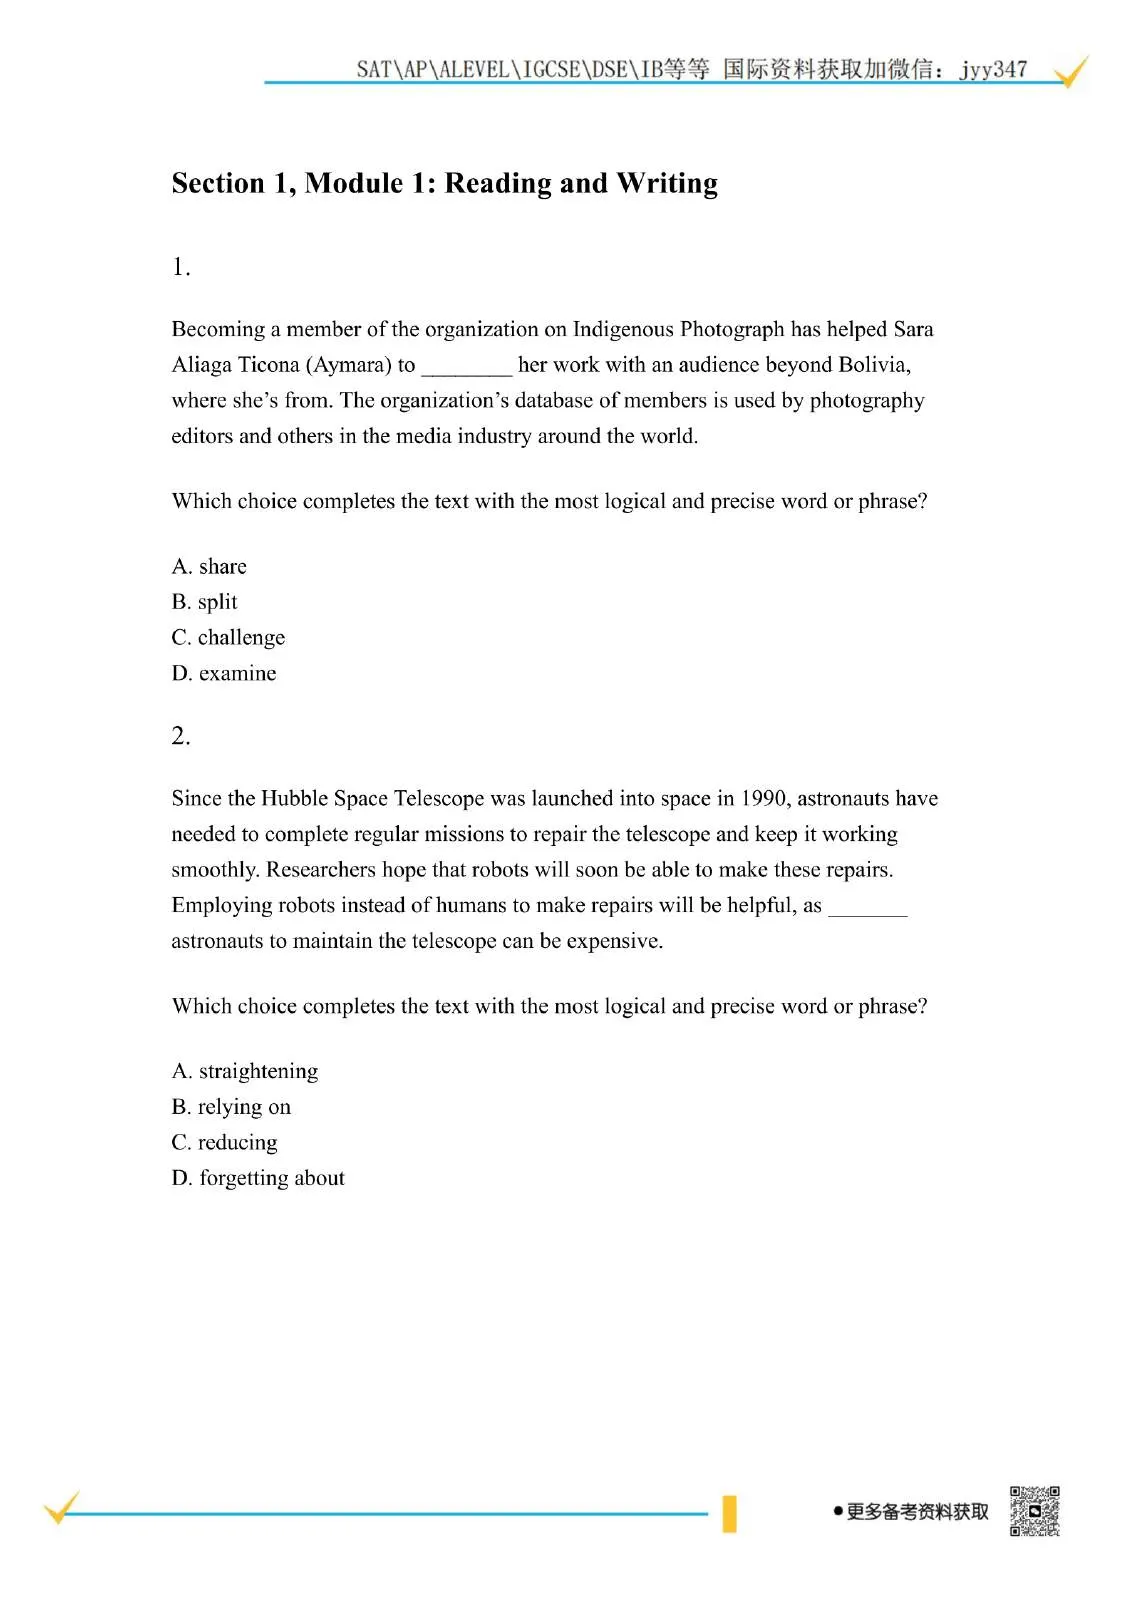 SAT\AP\ALEVEL\IGCSE\DSE\IB等等 国际资料获取加微信：jyy347
Section 1, Module 1: Reading and Writing
1.
Becoming a member of the organization on Indigenous Photograph has helped Sara
Aliaga Ticona (Aymara) to ________ her work with an audience beyond Bolivia,
where she’s from. The organization’s database of members is used by photography
editors and others in the media industry around the world.
Which choice completes the text with the most logical and precise word or phrase?
A. share
B. split
C. challenge
D. examine
2.
Since the Hubble Space Telescope was launched into space in 1990, astronauts have
needed to complete regular missions to repair the telescope and keep it working
smoothly. Researchers hope that robots will soon be able to make these repairs.
Employing robots instead of humans to make repairs will be helpful, as _______
astronauts to maintain the telescope can be expensive.
Which choice completes the text with the most logical and precise word or phrase?
A. straightening
B. relying on
C. reducing
D. forgetting about
●更多备考资料获取